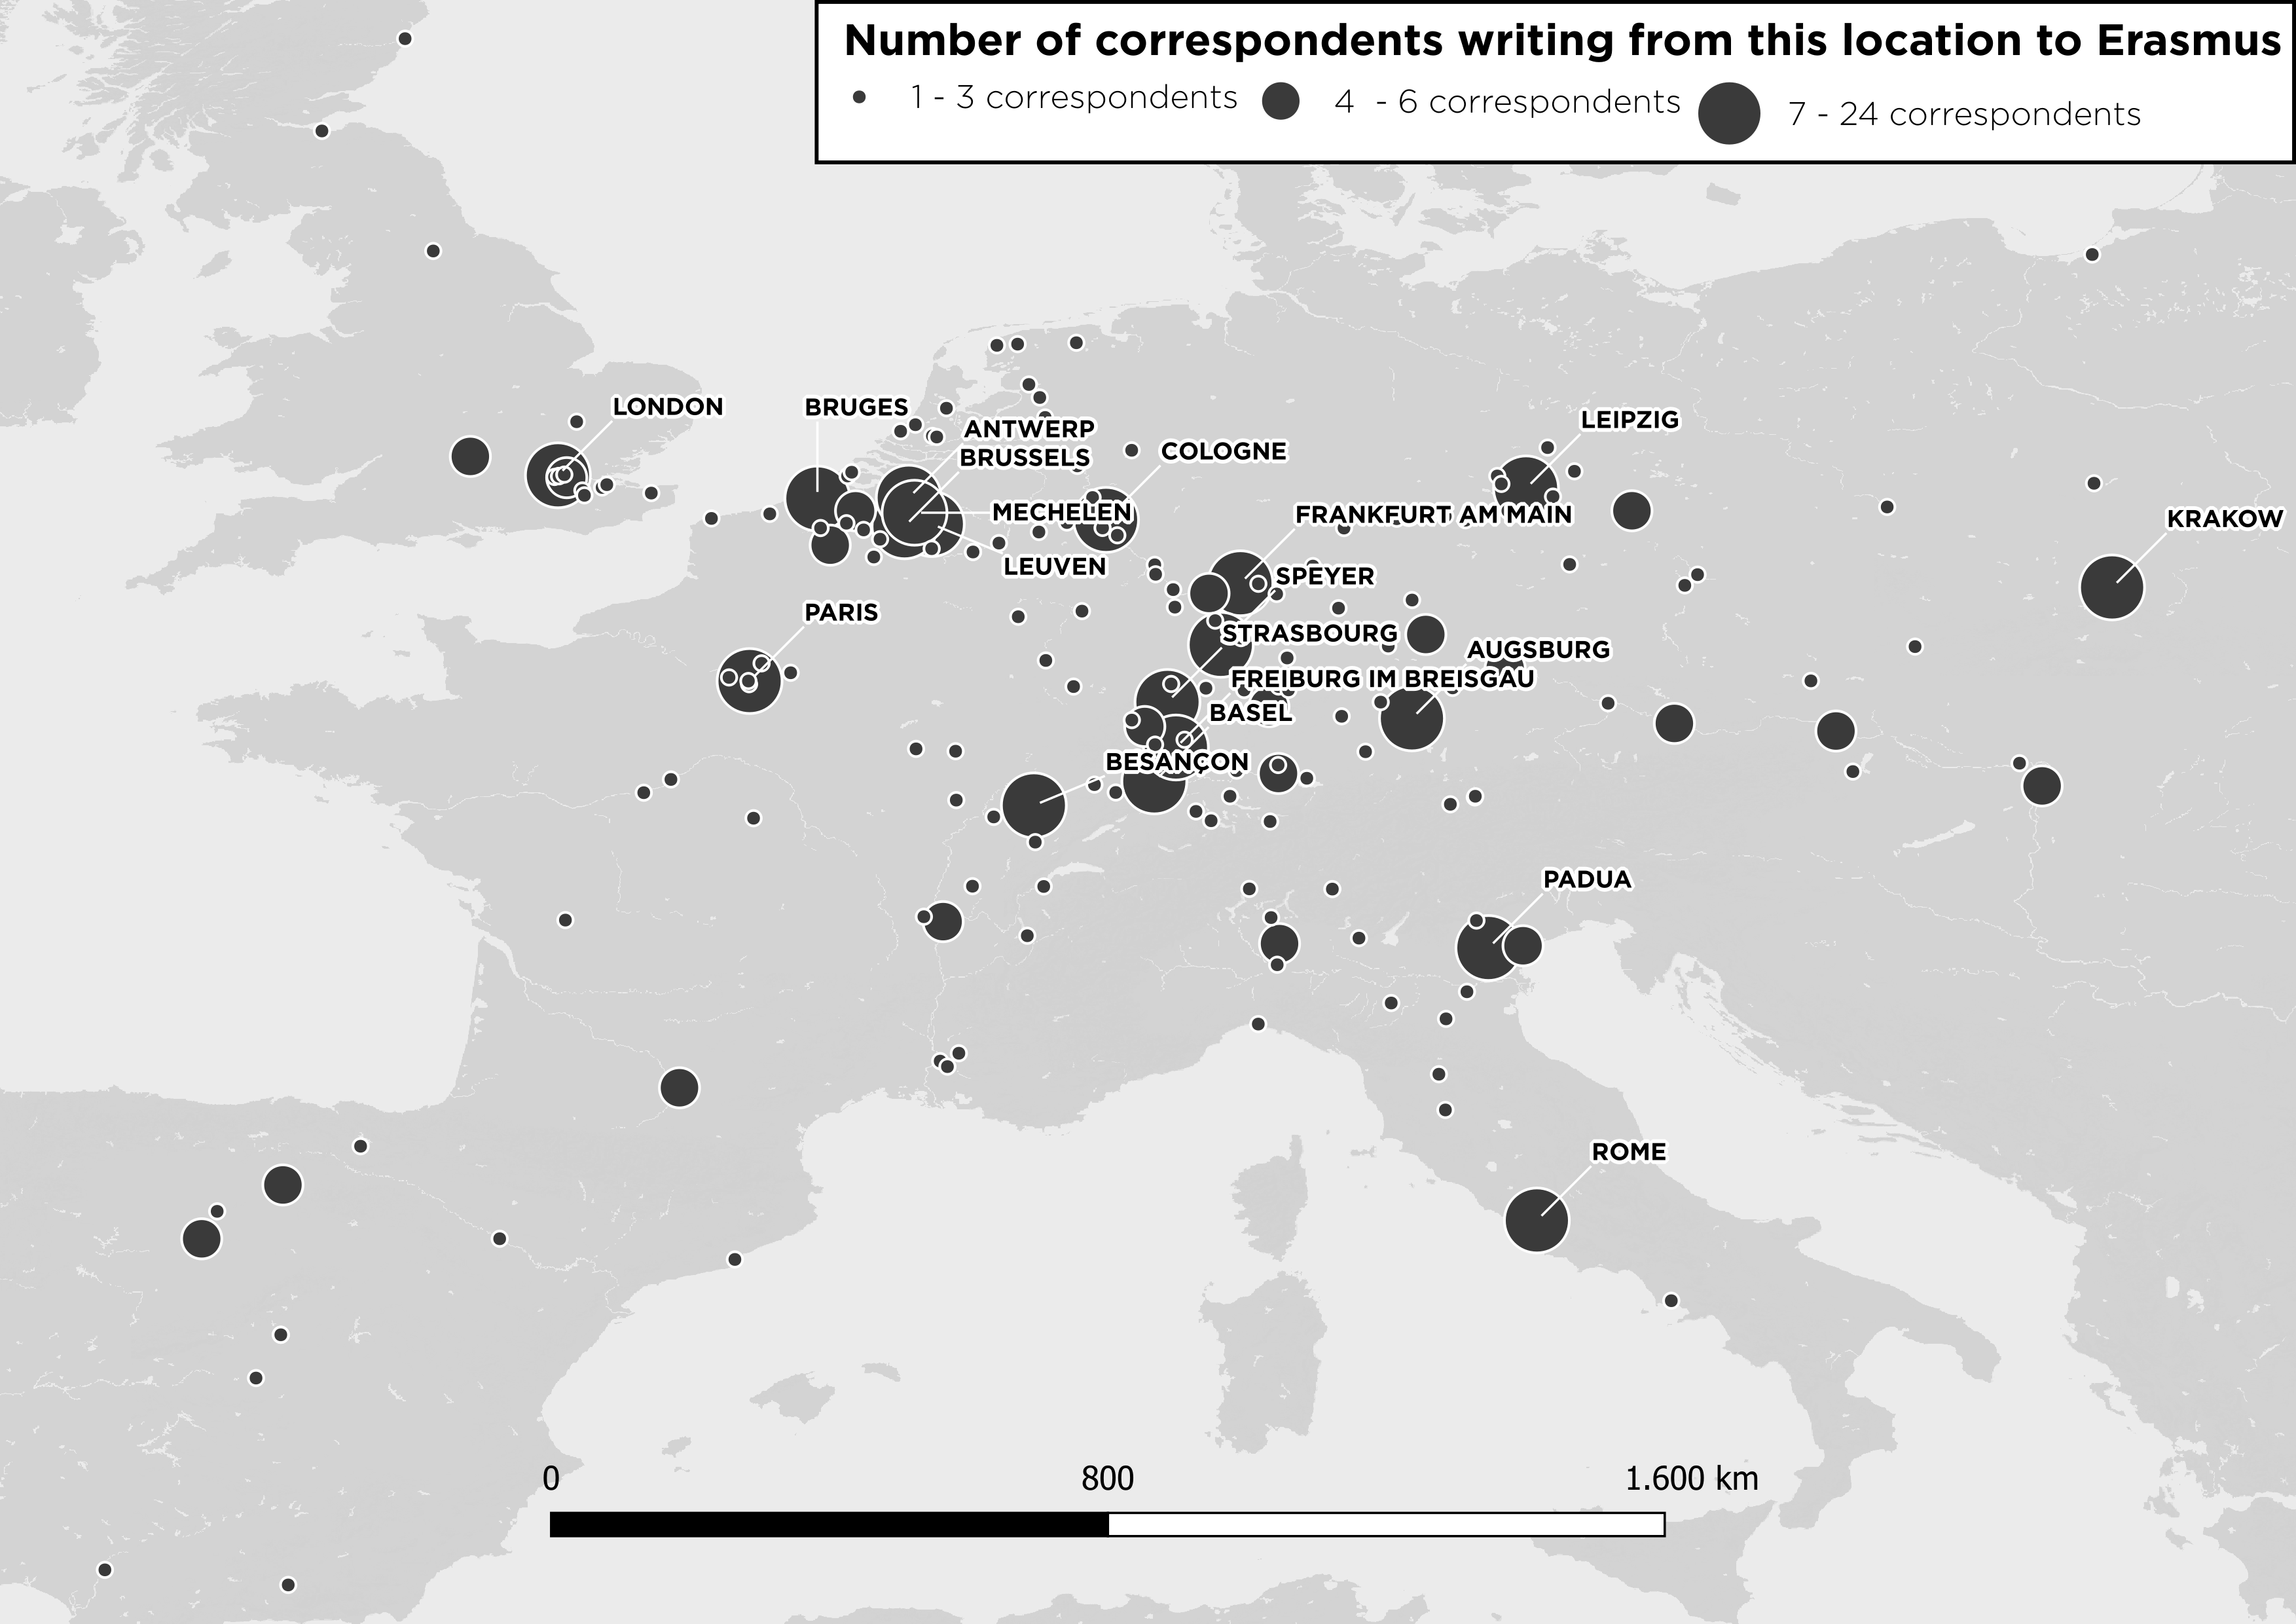 Number of correspondents writing from this location to Erasmus
1 - 3 correspondents
4 - 6 correspondents
7 - 24 correspondents
LONDON
BRUGES
ANTWERP
BRUSSELS
COLOGNE
LEIPZIG
MECHELEN
FRANKFURT AM MAIN
KRAKOW
LEUVEN
SPEYER
PARIS
STRASBOURG
AUGSBURG
FREIBURG IM BREISGAU
BASEL
BESANÇON
PADUA
ROME
0
800
1.600 km